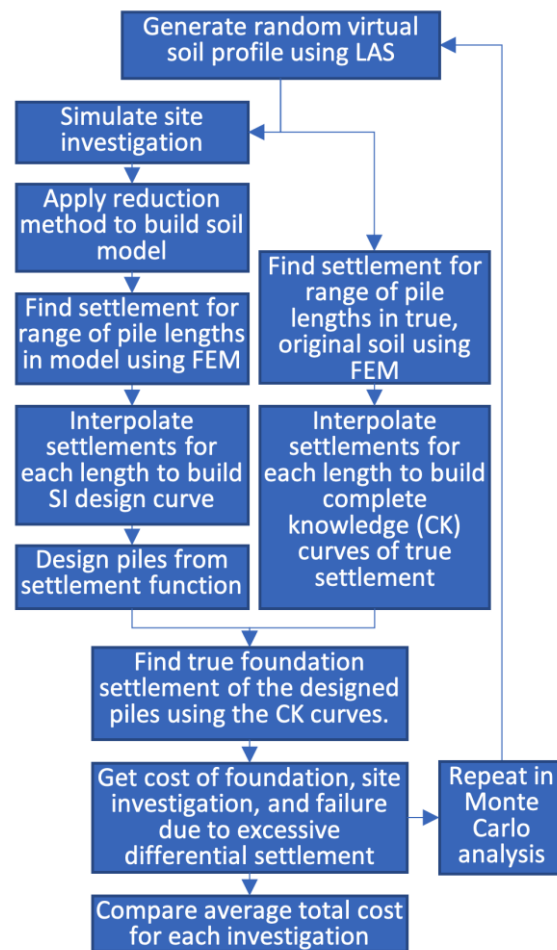 Generate random virtual
soil profile using LAS
Simulate site
investigation
Apply reduction
method to build soil
model
Find settlement for
range of pile lengths
in model using FEM
Interpolate
settlements for
each length to build
SI design curve
Design piles from
settlement function
Find settlement for
range of pile
lengths in true,
original soil using
FEM
Interpolate
settlements for
each length to build
complete
knowledge (CK)
curves of true
settlement
Find true foundation
settlement of the designed
piles using the CK curves.
Get cost of foundation, site
investigation, and failure
due to excessive
differential settlement
Repeat in
Monte
Carlo
analysis
Compare average total cost
for each investigation